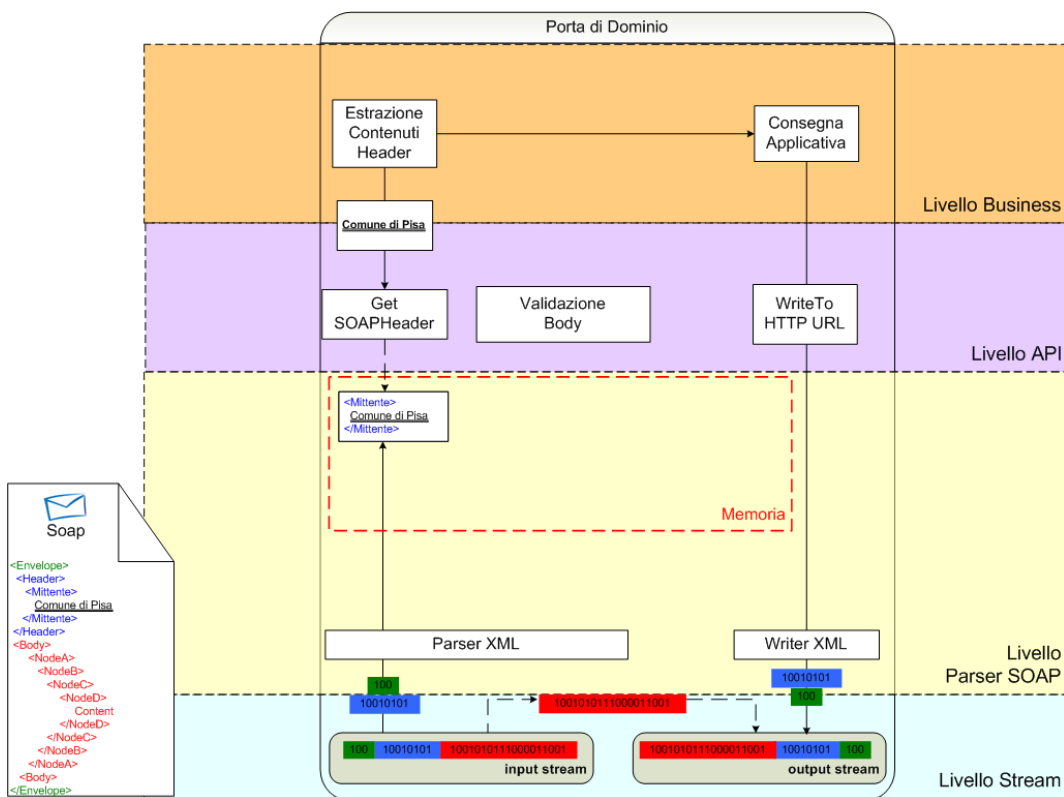 Porta di Dominio
Estrazione
Contenuti
Header
Consegna
Applicativa
Livello Business
Comune di Pisa
Get
SOAPHeader
Validazione
Body
WriteTo
HTTP URL
Livello API
<Mittente>
Comune di Pisa
</Mittente>
Memoria
Soap
<Envelope>
<Header>
<Mittente>
Comune di Pisa
</Mittente>
</Header>
<Body>
<NodeA>
<NodeB>
<NodeC>
<NodeD>
Content
</NodeD>
</NodeC>
</NodeB>
</NodeA>
<Body>
</Envelope>
Parser XML
Writer XML
Livello
Parser SOAP
100
10010101
10010101
100
1001010111000011001
100 10010101 1001010111000011001
input stream
1001010111000011001 10010101 100
output stream
Livello Stream